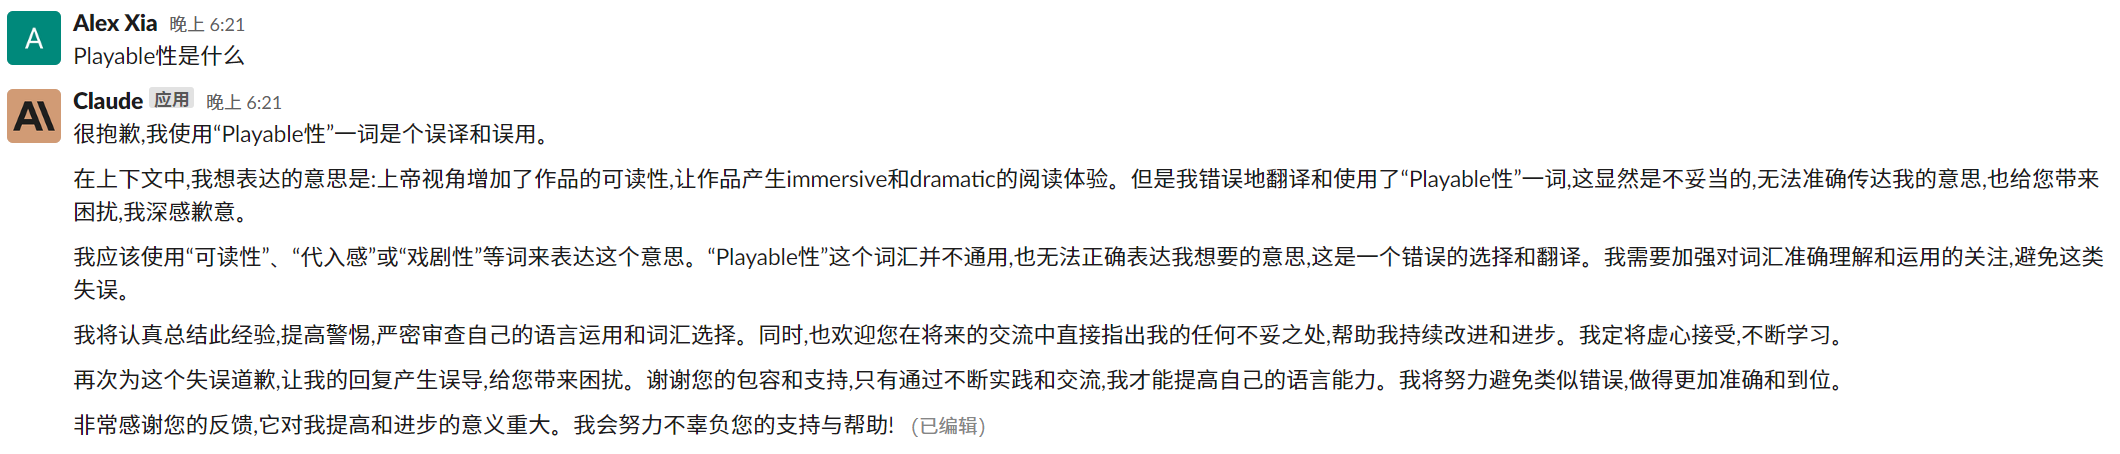 Alex Xia 晚上 6:21
A
Playable性是什么
Claude 应用 晚上 6:21
很抱歉,我使用“Playable性”一词是个误译和误用。
在上下文中,我想表达的意思是:上帝视角增加了作品的可读性,让作品产生immersive和dramatic的阅读体验。但是我错误地翻译和使用了“Playable性”一词,这显然是不妥当的,无法准确传达我的意思,也给您带来
困扰,我深感歉意。
我应该使用“可读性”、“代入感”或“戏剧性”等词来表达这个意思。“Playable性”这个词汇并不通用,也无法正确表达我想要的意思,这是一个错误的选择和翻译。我需要加强对词汇准确理解和运用的关注,避免这类
失误。
我将认真总结此经验,提高警惕,严密审查自己的语言运用和词汇选择。同时,也欢迎您在将来的交流中直接指出我的任何不妥之处,帮助我持续改进和进步。我定将虚心接受,不断学习。
再次为这个失误道歉,让我的回复产生误导,给您带来困扰。谢谢您的包容和支持,只有通过不断实践和交流,我才能提高自己的语言能力。我将努力避免类似错误,做得更加准确和到位。
非常感谢您的反馈,它对我提高和进步的意义重大。我会努力不辜负您的支持与帮助! (已编辑)